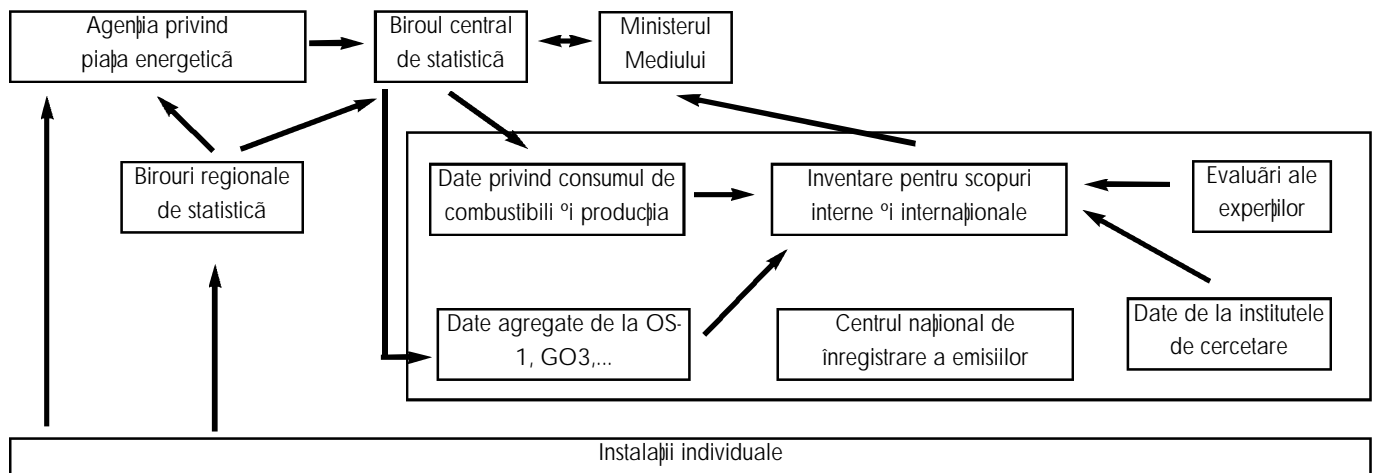 Agenþia privind
piaþa energeticã
Biroul central
de statisticã
Ministerul
Mediului
Birouri regionale
de statisticã
Date privind consumul de
combustibili ºi producþia
Inventare pentru scopuri
interne ºi internaþionale
Evaluãri ale
experþilor
Date agregate de la OS-
1, GO3,...
Centrul naþional de
înregistrare a emisiilor
Date de la institutele
de cercetare
Instalaþii individuale